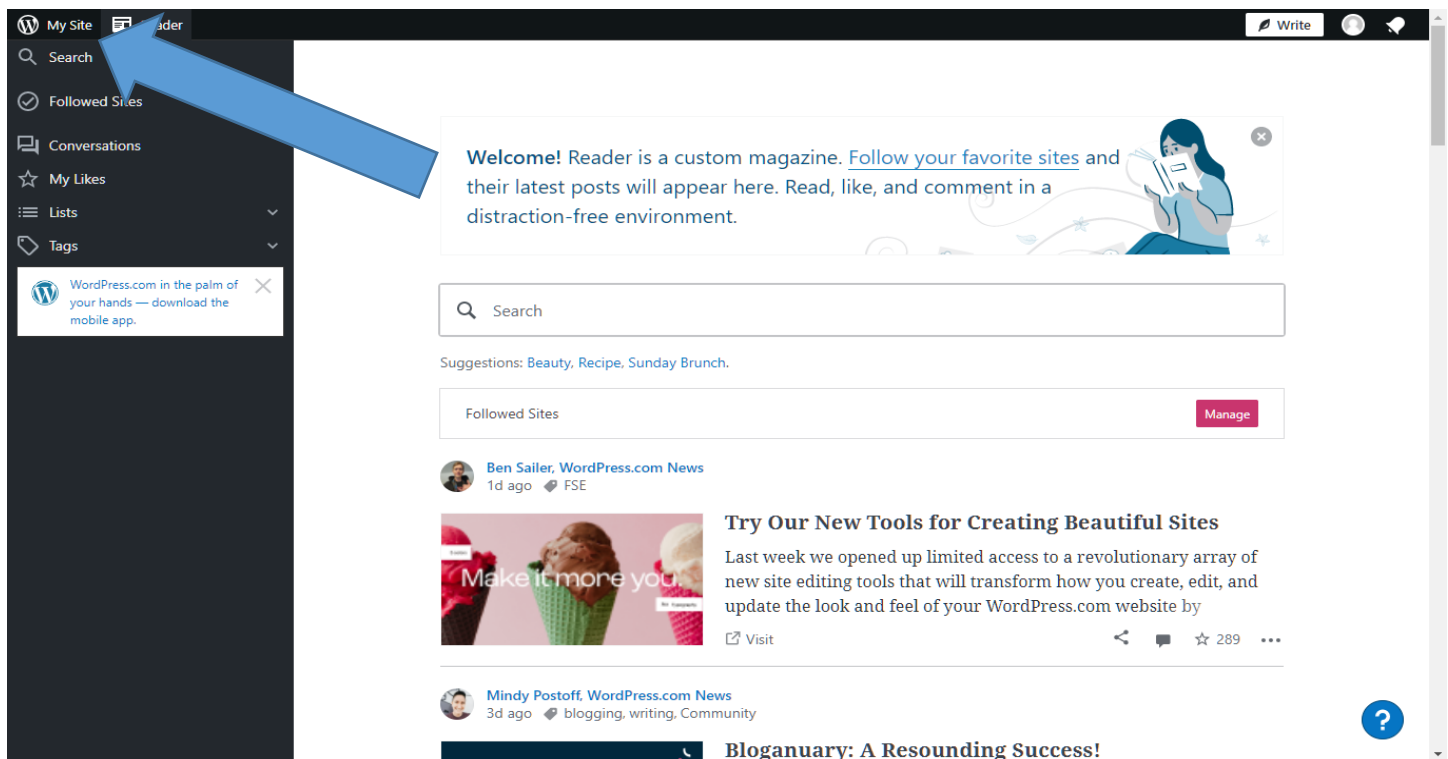 My Site
Write
Search
Followed Sites
Conversations
My Likes
Lists
Tags
WordPress.com in the palm of
your hands — download the
mobile app.
Welcome! Reader is a custom magazine. Follow your favorite sites and
their latest posts will appear here. Read, like, and comment in a
distraction-free environment.
Search
Suggestions: Beauty, Recipe, Sunday Brunch.
Followed Sites
Manage
Ben Sailer, WordPress.com News
1d ago FSE
Make it more you.
Try Our New Tools for Creating Beautiful Sites
Last week we opened up limited access to a revolutionary array of
new site editing tools that will transform how you create, edit, and
update the look and feel of your WordPress.com website by
Visit
289
Mindy Postoff, WordPress.com News
3d ago blogging, writing, Community
Bloganuary: A Resounding Success!
?